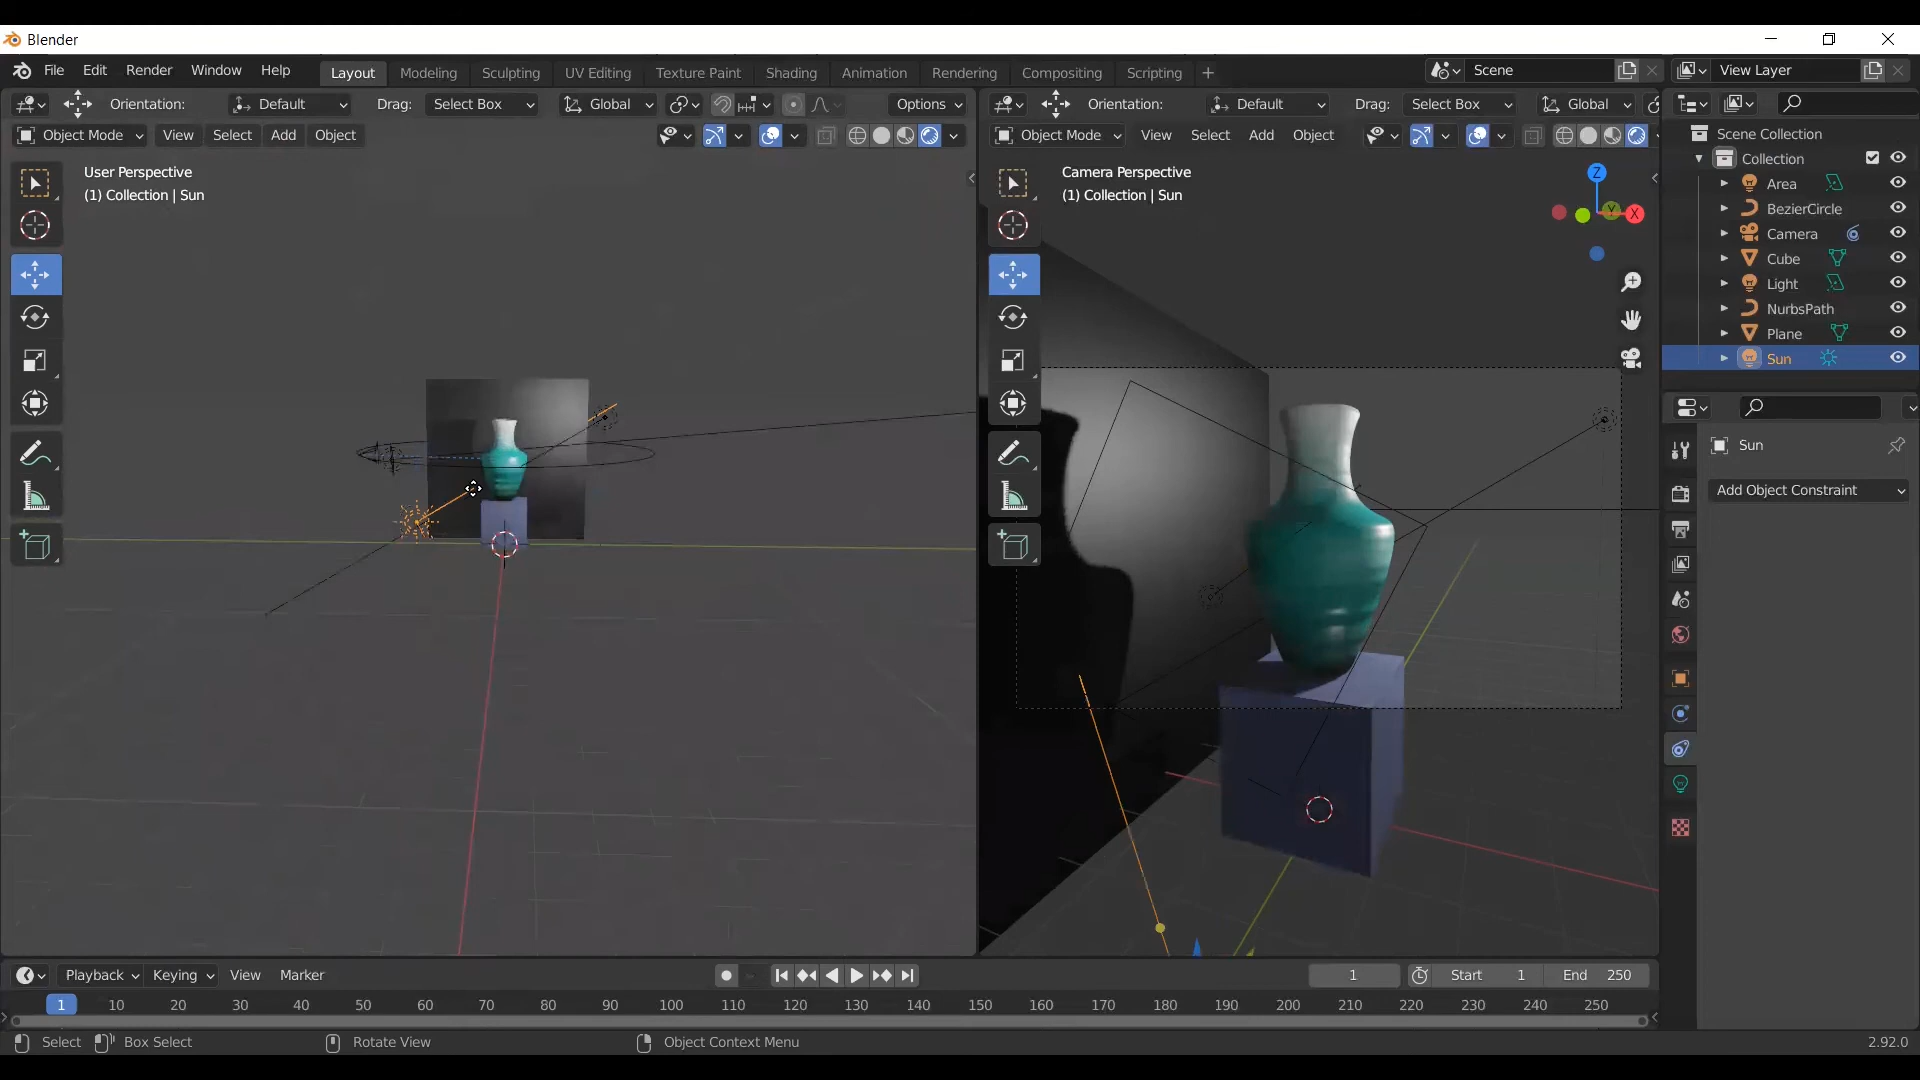 Blender
File Edit Render Window Help Layout Modeling Sculpting UV Editing Texture Paint Shading Animation Rendering Compositing Scripting + Scene View Layer
Orientation: Default Drag: Select Box Global Options
Object Mode View Select Add Object
User Perspective
(1) Collection | Sun
Orientation: Default Drag: Select Box Global
Object Mode View Select Add Object
Camera Perspective
(1) Collection | Sun
Z
Y
X
Scene Collection
Collection
Area
BezierCircle
Camera
Cube
Light
NurbsPath
Plane
Sun
Sun
Add Object Constraint
Playback Keying View Marker 1 Start 1 End 250
1 10 20 30 40 50 60 70 80 90 100 110 120 130 140 150 160 170 180 190 200 210 220 230 240 250
Select Box Select Rotate View Object Context Menu 2.92.0